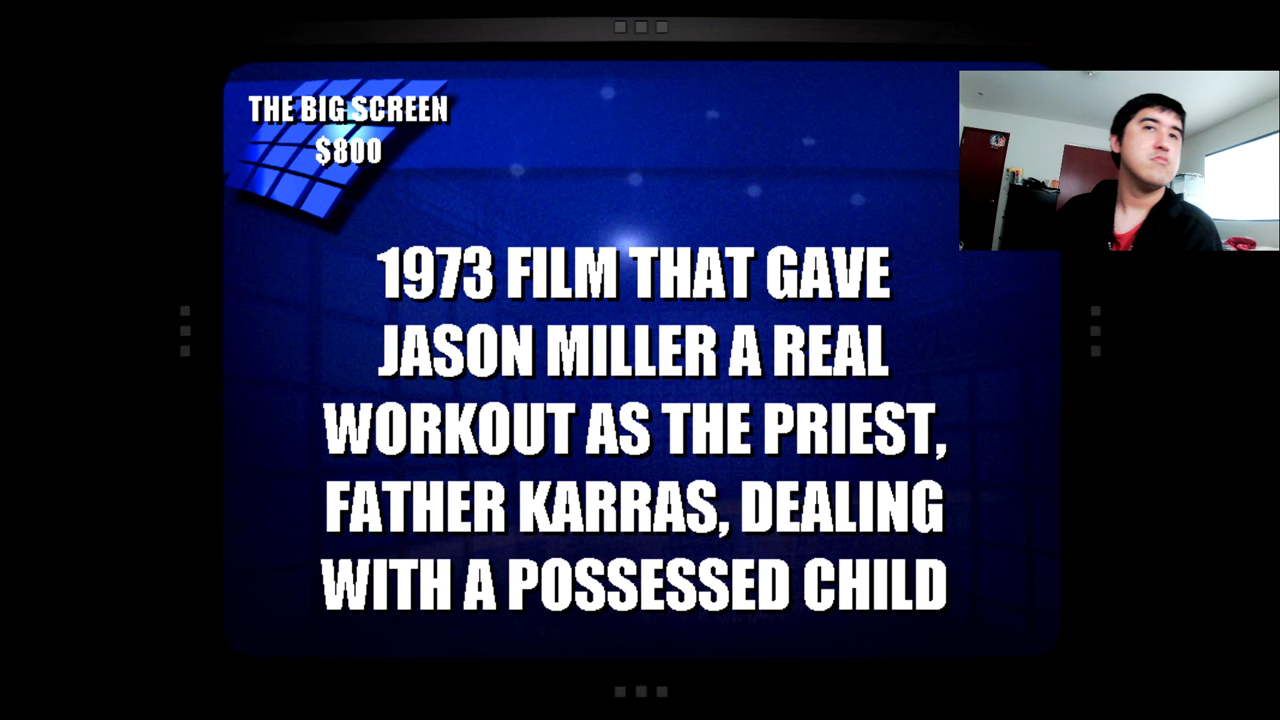 THE BIG SCREEN
$800
1973 FILM THAT GAVE
JASON MILLER A REAL
WORKOUT AS THE PRIEST,
FATHER KARRAS, DEALING
WITH A POSSESSED CHILD